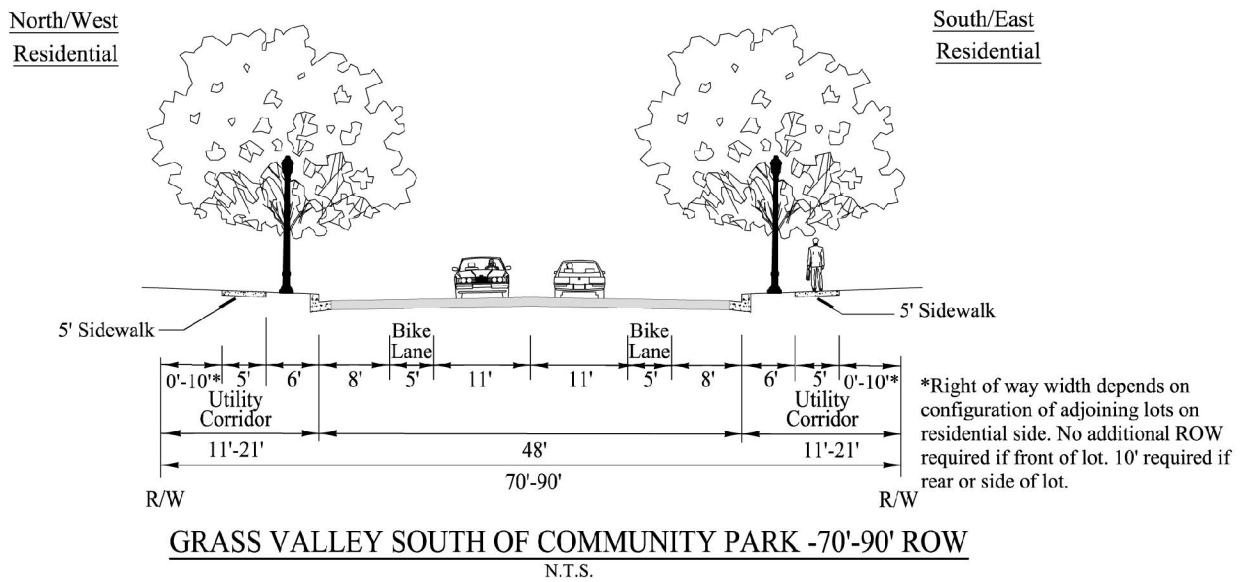 North/West
Residential
South/East
Residential
5' Sidewalk
5' Sidewalk
Bike
Lane
Bike
Lane
0'-10'* 5' 6' 8' 5' 11' 11' 5' 8' 6' 5' 0'-10'*
Utility
Corridor
Utility
Corridor
11'-21' 48' 11'-21'
70'-90'
R/W
R/W
*Right of way width depends on
configuration of adjoining lots on
residential side. No additional ROW
required if front of lot. 10' required if
rear or side of lot.
GRASS VALLEY SOUTH OF COMMUNITY PARK -70'-90' ROW
N.T.S.